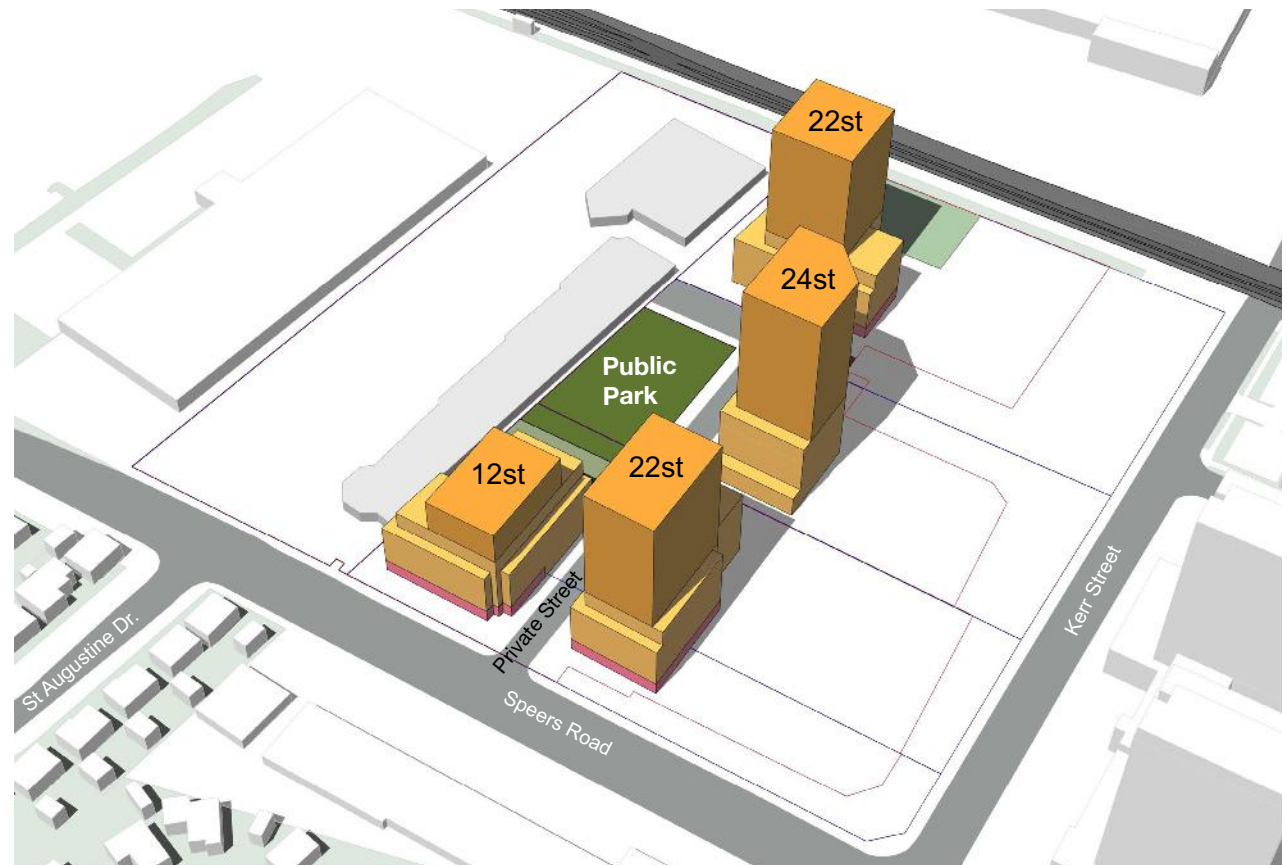 22st
24st
Public
Park
12st
22st
Private Street
Kerr Street
St Augustine Dr.
Speers Road